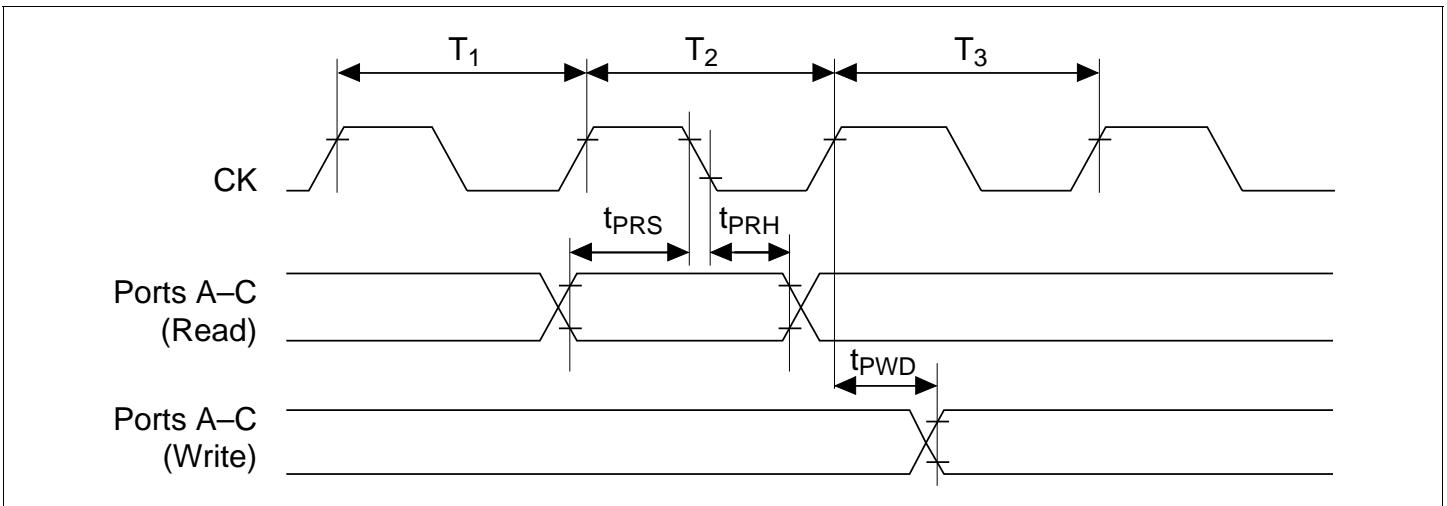 T1 T2 T3
CK
tPRS tPRH
Ports A–C
(Read)
tPWD
Ports A–C
(Write)